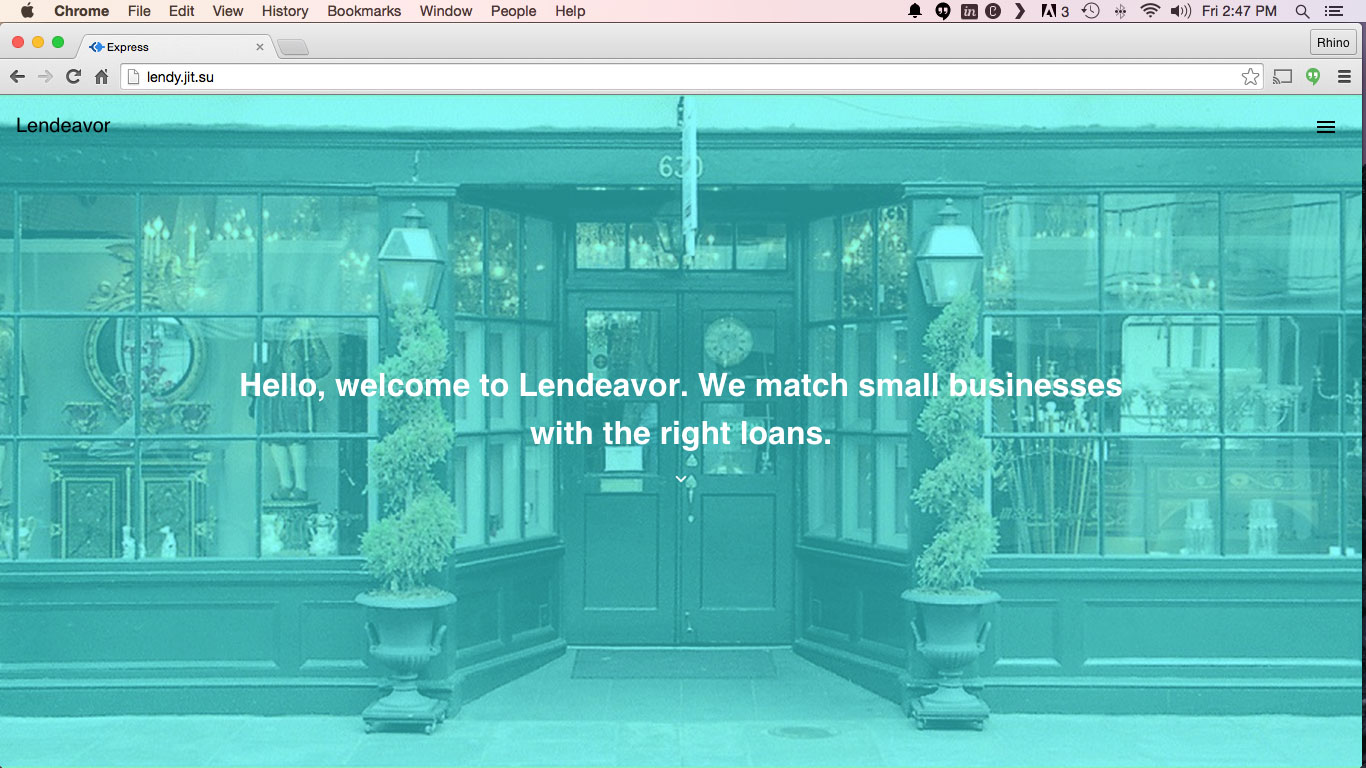 Chrome File Edit View History Bookmarks Window People Help 3 Fri 2:47 PM
Express Rhino
lendy.jit.su
Lendeavor
630
Hello, welcome to Lendeavor. We match small businesses
with the right loans.